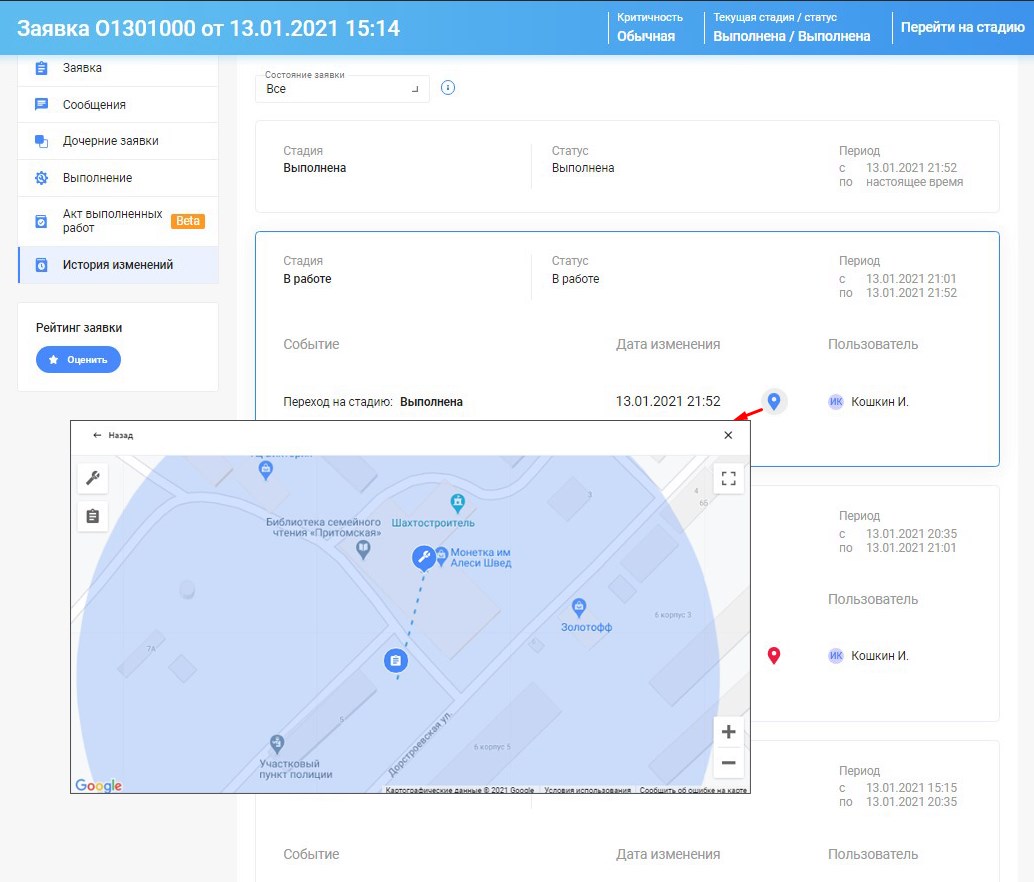 Заявка О1301000 от 13.01.2021 15:14
Критичность
Обычная
Текущая стадия / статус
Выполнена / Выполнена
Перейти на стадию
Заявка
Сообщения
Дочерние заявки
Выполнение
Акт выполненных
работ
Beta
История изменений
Рейтинг заявки
Оценить
Состояние заявки
Все
Стадия
Выполнена
Статус
Выполнена
Период
с 13.01.2021 21:52
по настоящее время
Стадия
В работе
Статус
В работе
Период
с 13.01.2021 21:01
по 13.01.2021 21:52
Событие
Дата изменения
Пользователь
Переход на стадию: Выполнена
13.01.2021 21:52
ИК Кошкин И.
Назад
Библиотека семейного
чтения «Притомская»
Шахтостроитель
Монетка им
Алеси Швед
Золотофф
3
4
6б
6 корпус 3
7А
5
6 корпус 5
Дорстроевская ул.
Участковый
пункт полиции
Google
Картографические данные © 2021 Google
Условия использования
Сообщить об ошибке на карте
Период
с 13.01.2021 20:35
по 13.01.2021 21:01
Пользователь
ИК Кошкин И.
Период
с 13.01.2021 15:15
по 13.01.2021 20:35
Событие
Дата изменения
Пользователь